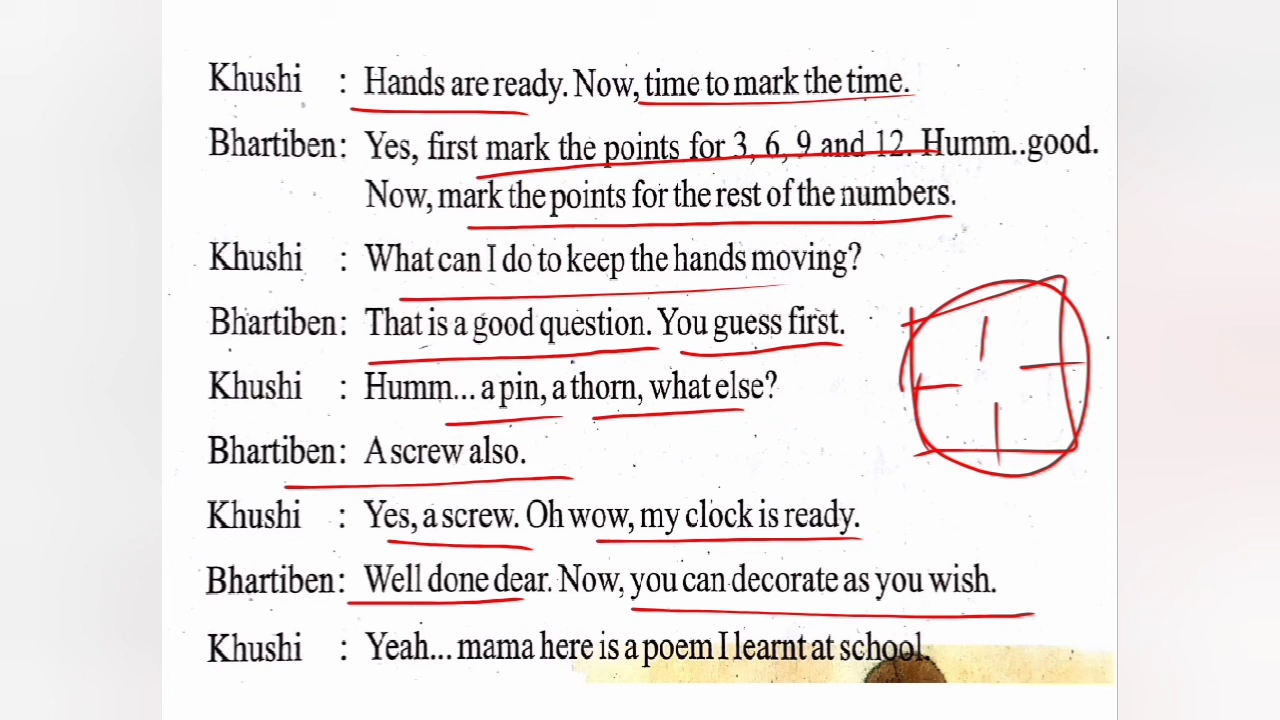 Khushi : Hands are ready. Now, time to mark the time.
Bhartiben: Yes, first mark the points for 3, 6, 9 and 12. Humm..good.
Now, mark the points for the rest of the numbers.
Khushi : What can I do to keep the hands moving?
Bhartiben: That is a good question. You guess first.
Khushi : Humm... a pin, a thorn, what else?
Bhartiben: A screw also.
Khushi : Yes, a screw. Oh wow, my clock is ready.
Bhartiben: Well done dear. Now, you can decorate as you wish.
Khushi : Yeah... mama here is a poem I learnt at school.